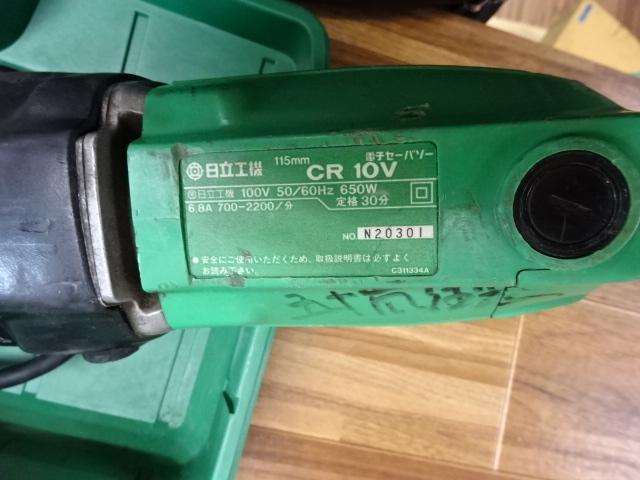 日立工機 115mm 電子セーバソー
CR 10V
日立工機 100V 50/60Hz 650W
6.8A 700-2200/分 定格 30分
NO. N20301
●安全にご使用いただくため、取扱説明書は必ずよく
お読み下さい。 C311334A
五十嵐